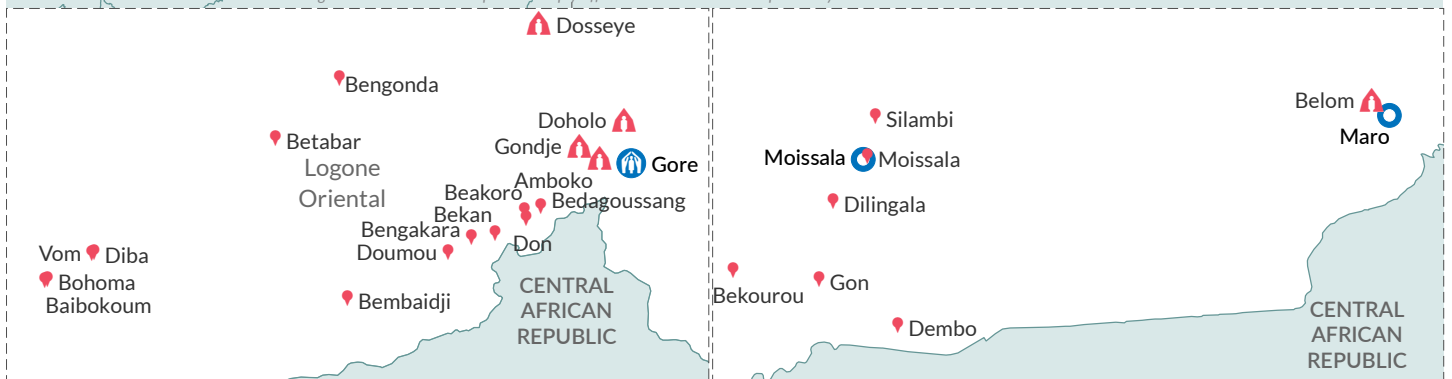 Dosseye
Bengonda
Doholo
Betabar
Gondje
Gore
Logone
Oriental
Amboko
Beakoro
Bedagoussang
Bekan
Bengakara
Don
Doumou
Vom
Diba
Bohoma
Baibokoum
Bembaidji
CENTRAL
AFRICAN
REPUBLIC
Belom
Maro
Silambi
Moissala
Moissala
Dilingala
Bekourou
Gon
Dembo
CENTRAL
AFRICAN
REPUBLIC